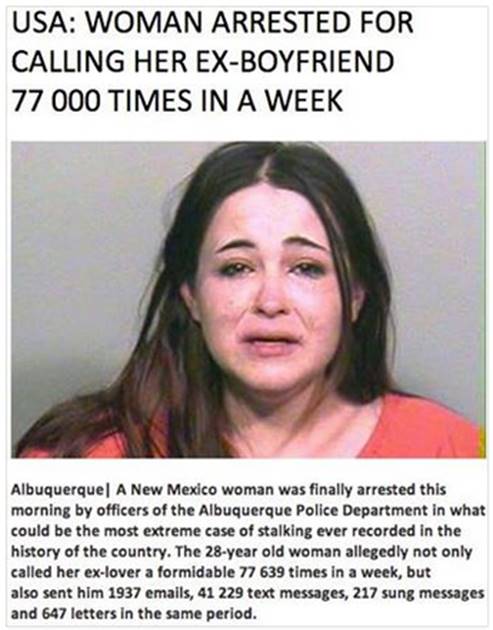 USA: WOMAN ARRESTED FOR
CALLING HER EX-BOYFRIEND
77 000 TIMES IN A WEEK
Albuquerque| A New Mexico woman was finally arrested this
morning by officers of the Albuquerque Police Department in what
could be the most extreme case of stalking ever recorded in the
history of the country. The 28-year old woman allegedly not only
called her ex-lover a formidable 77 639 times in a week, but
also sent him 1937 emails, 41 229 text messages, 217 sung messages
and 647 letters in the same period.